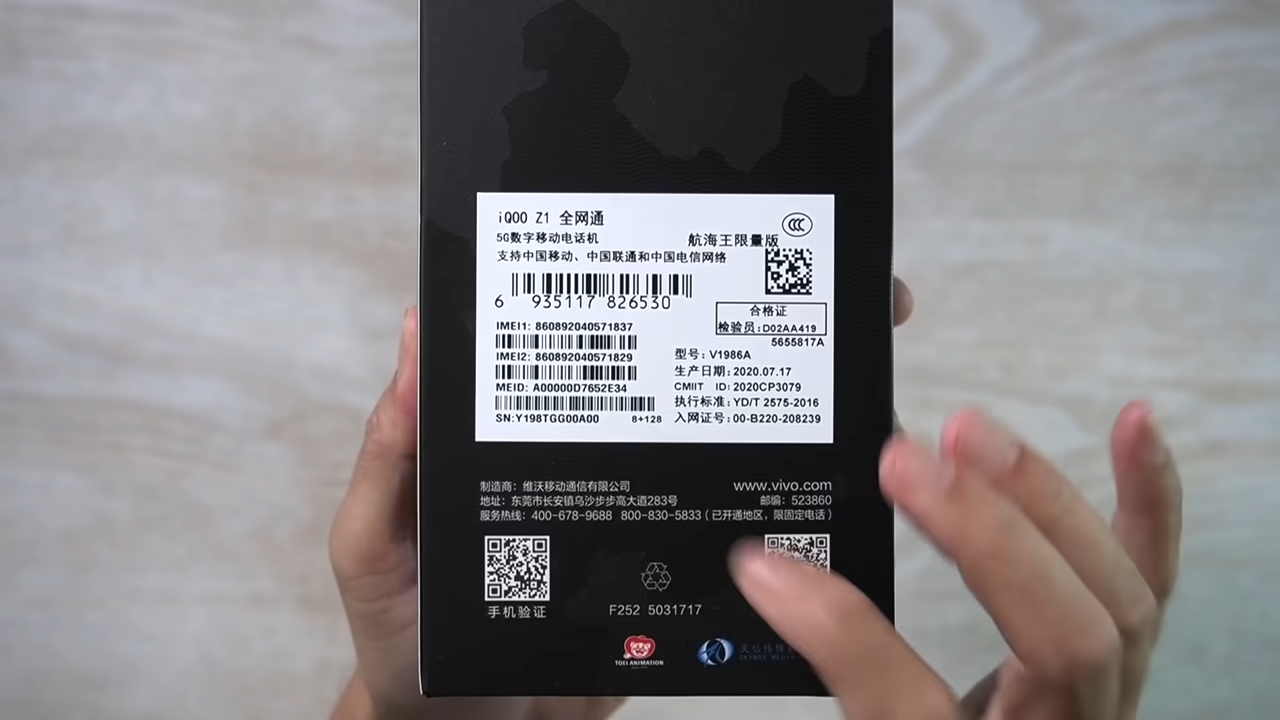 iQOO Z1 全网通
5G数字移动电话机
航海王限量版
支持中国移动、中国联通和中国电信网络
6 935117 826530
合格证
检验员:D02AA419
5655817A
IMEI1: 860892040571837
IMEI2: 860892040571829
MEID: A00000D7652E34
SN:Y198TGG00A00 8+128
型号: V1986A
生产日期: 2020.07.17
CMIIT ID: 2020CP3079
执行标准: YD/T 2575-2016
入网证号: 00-B220-208239
制造商: 维沃移动通信有限公司 www.vivo.com
地址: 东莞市长安镇乌沙步步高大道283号 邮编: 523860
服务热线: 400-678-9688 800-830-5833 (已开通地区,限固定电话)
手机验证
F252 5031717
TOEI ANIMATION